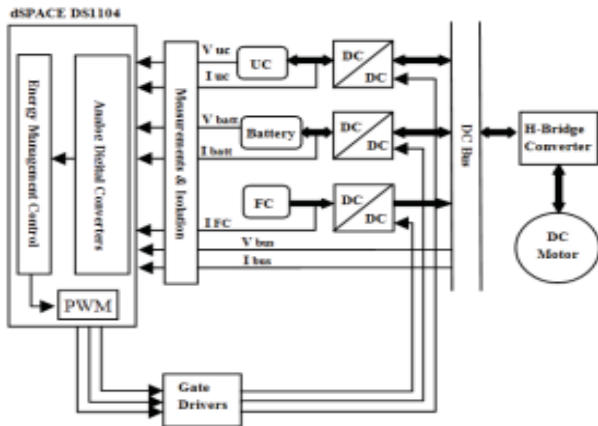 dSPACE DS1104
Energy Management Control
Analog Digital Converters
PWM
Measurements & Isolation
V uc
I uc
V batt
I batt
I FC
V bus
I bus
UC
Battery
FC
DC
DC
DC
DC
DC
DC
DC Bus
H-Bridge
Converter
DC
Motor
Gate
Drivers